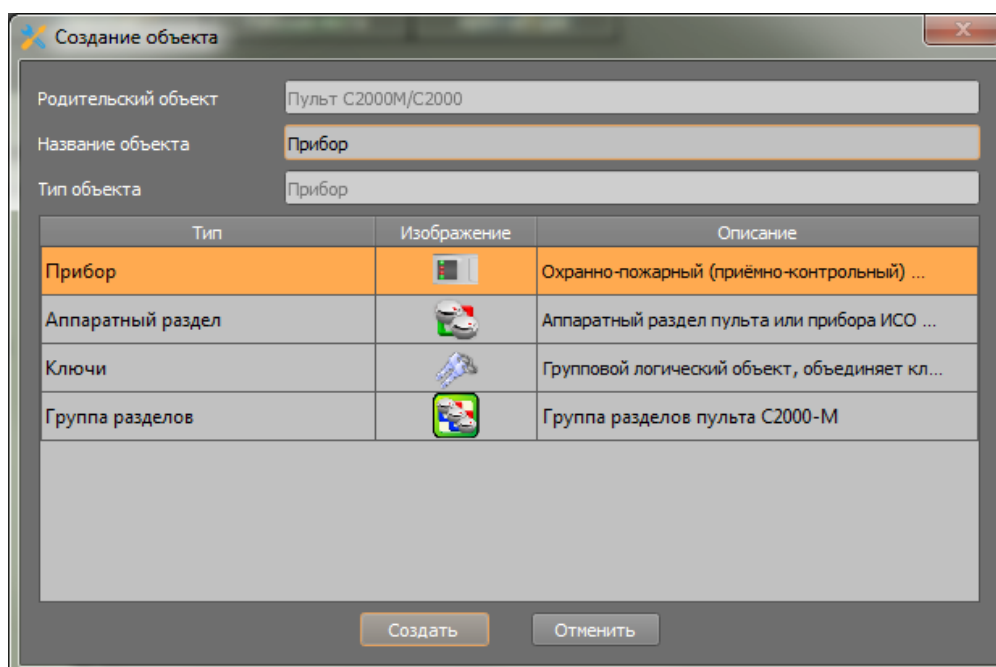 Создание объекта
Родительский объект Пульт С2000М/С2000
Название объекта Прибор
Тип объекта Прибор
Тип Изображение Описание
Прибор Охранно-пожарный (приёмно-контрольный) ...
Аппаратный раздел Аппаратный раздел пульта или прибора ИСО ...
Ключи Групповой логический объект, объединяет кл...
Группа разделов Группа разделов пульта С2000-М
Создать Отменить